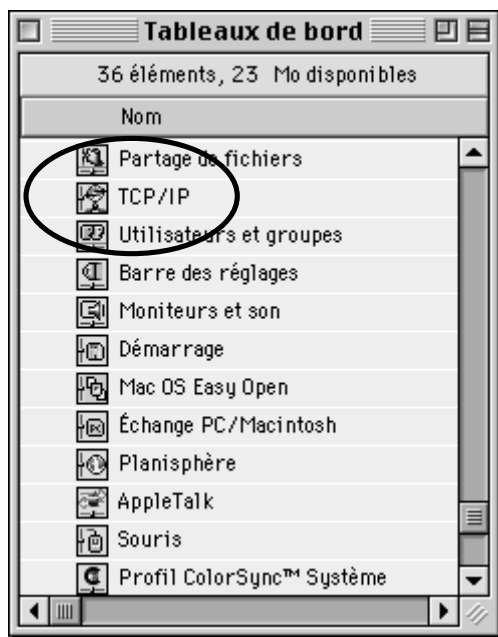 Tableaux de bord
36 éléments, 23 Mo disponibles
Nom
Partage de fichiers
TCP/IP
Utilisateurs et groupes
Barre des réglages
Moniteurs et son
Démarrage
Mac OS Easy Open
Échange PC/Macintosh
Planisphère
AppleTalk
Souris
Profil ColorSync™ Système